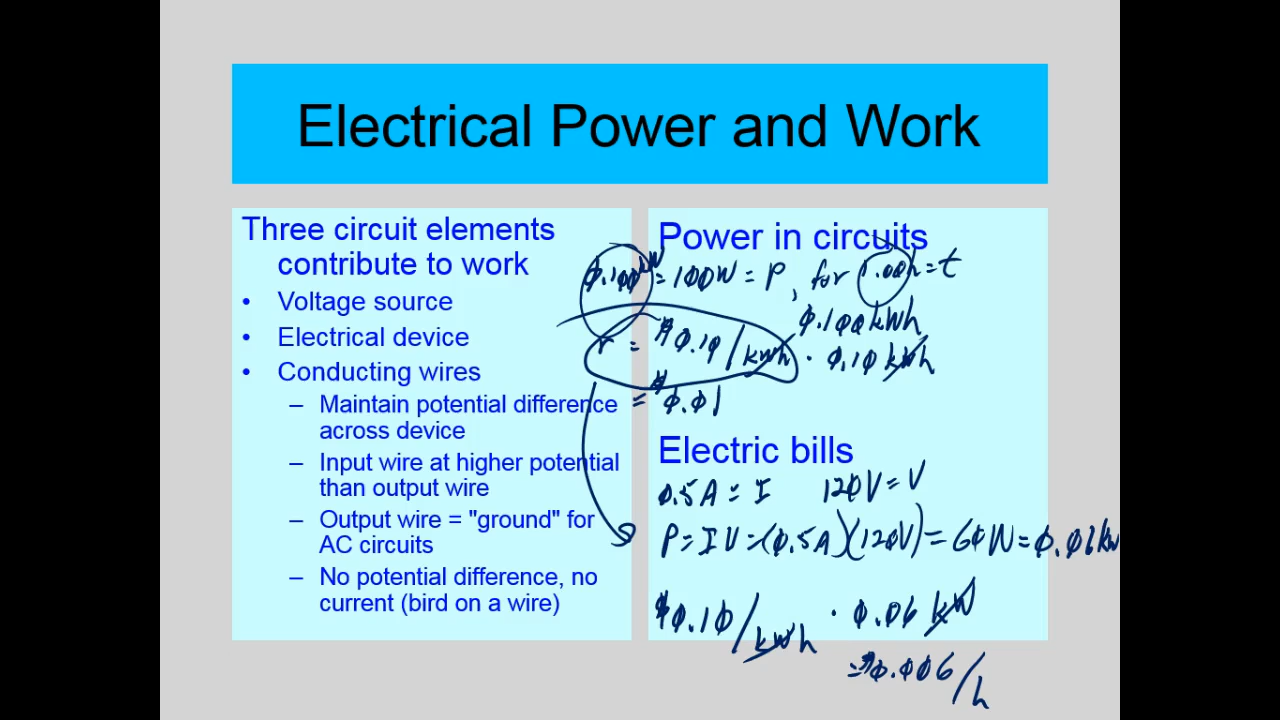 Electrical Power and Work
Three circuit elements
contribute to work
• Voltage source
• Electrical device
• Conducting wires
– Maintain potential difference
across device
– Input wire at higher potential
than output wire
– Output wire = "ground" for
AC circuits
– No potential difference, no
current (bird on a wire)
Power in circuits
0.100kW = 100W = P, for 1.00h = t
0.100kWh
r = $0.10/kwh · 0.10kWh
= $0.01
Electric bills
0.5A = I 120V = V
P = IV = (0.5A)(120V) = 60W = 0.06kW
$0.10/kwh · 0.06 kW
= $0.006/h